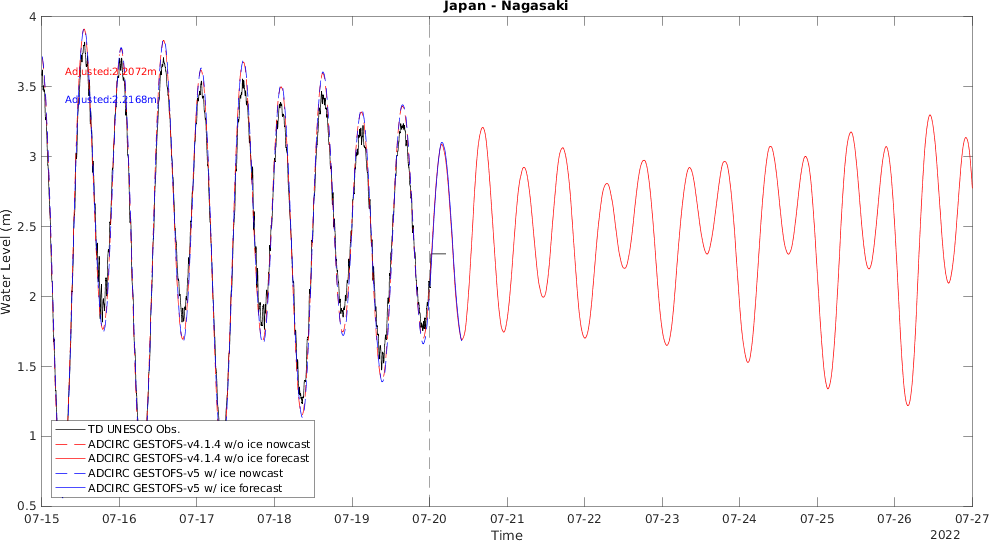 Japan - Nagasaki
Water Level (m)
4
3.5
3
2.5
2
1.5
1
0.5
Adjusted:2.2072m
Adjusted:2.2168m
TD UNESCO Obs.
ADCIRC GESTOFS-v4.1.4 w/o ice nowcast
ADCIRC GESTOFS-v4.1.4 w/o ice forecast
ADCIRC GESTOFS-v5 w/ ice nowcast
ADCIRC GESTOFS-v5 w/ ice forecast
07-15 07-16 07-17 07-18 07-19 07-20 07-21 07-22 07-23 07-24 07-25 07-26 07-27
Time
2022